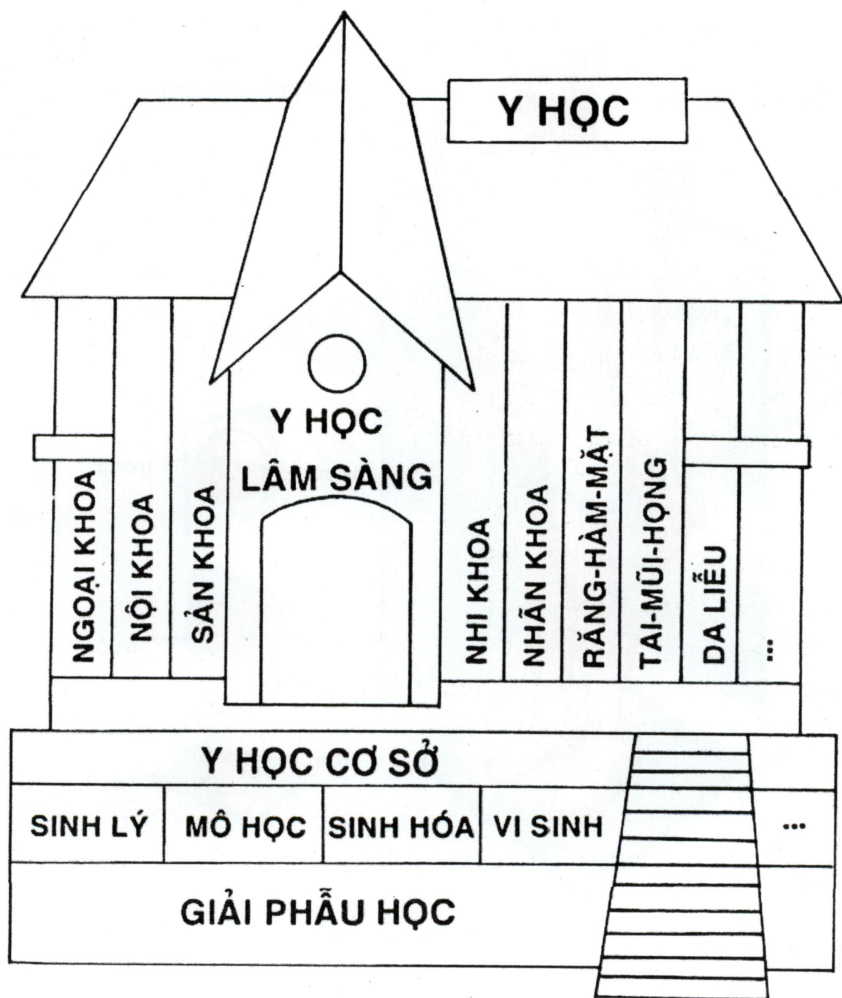 Y HỌC
Y HỌC
LÂM SÀNG
NGOẠI KHOA
NỘI KHOA
SẢN KHOA
NHI KHOA
NHÃN KHOA
RĂNG-HÀM-MẶT
TAI-MŨI-HỌNG
DA LIỄU
...
Y HỌC CƠ SỞ
SINH LÝ MÔ HỌC SINH HÓA VI SINH ...
GIẢI PHẪU HỌC